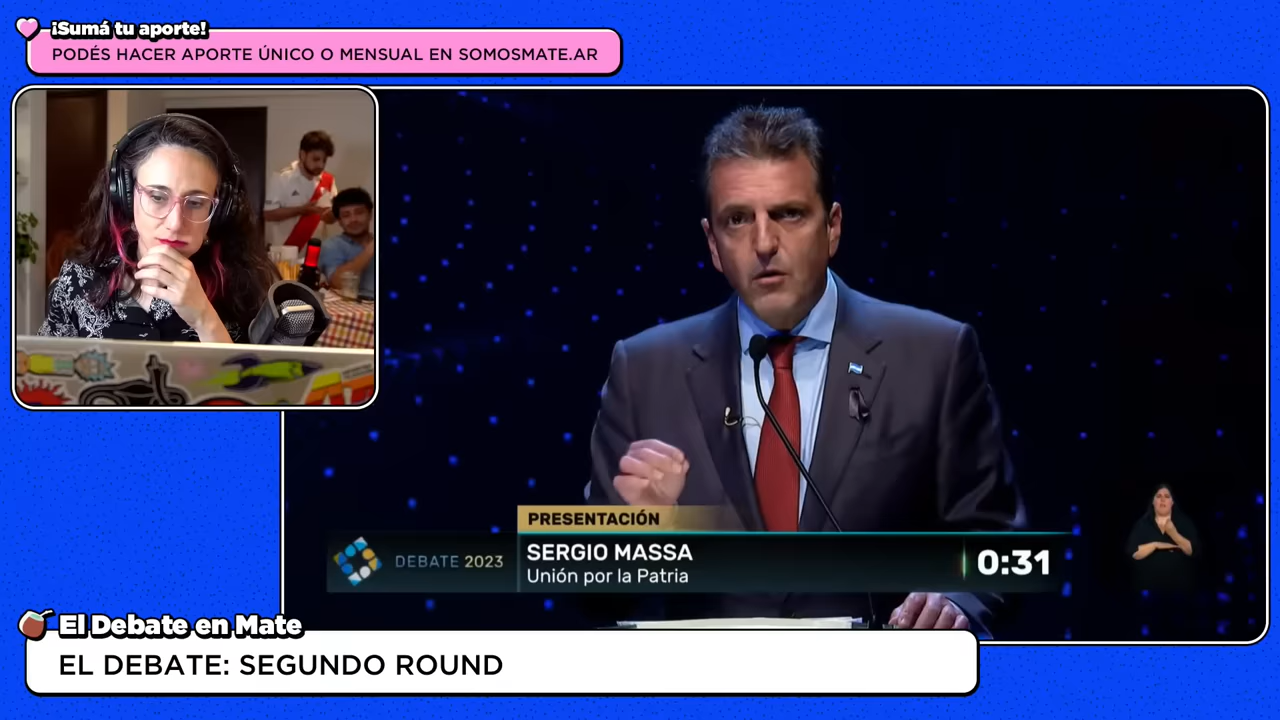 ¡Sumá tu aporte!
PODÉS HACER APORTE ÚNICO O MENSUAL EN SOMOSMATE.AR
PRESENTACIÓN
DEBATE 2023
SERGIO MASSA
Unión por la Patria
0:31
El Debate en Mate
EL DEBATE: SEGUNDO ROUND